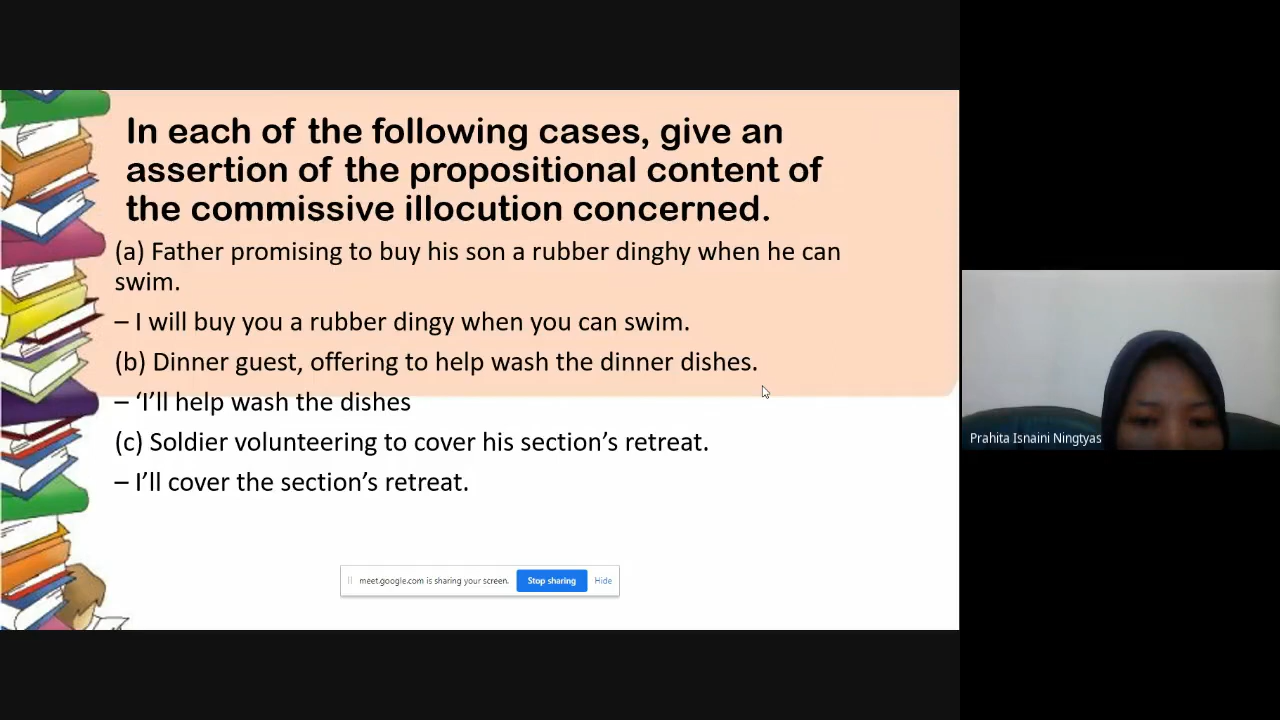 In each of the following cases, give an
assertion of the propositional content of
the commissive illocution concerned.
(a) Father promising to buy his son a rubber dinghy when he can
swim.
– I will buy you a rubber dingy when you can swim.
(b) Dinner guest, offering to help wash the dinner dishes.
– ‘I’ll help wash the dishes
(c) Soldier volunteering to cover his section’s retreat.
– I’ll cover the section’s retreat.
meet.google.com is sharing your screen. Stop sharing Hide
Prahita Isnaini Ningtyas